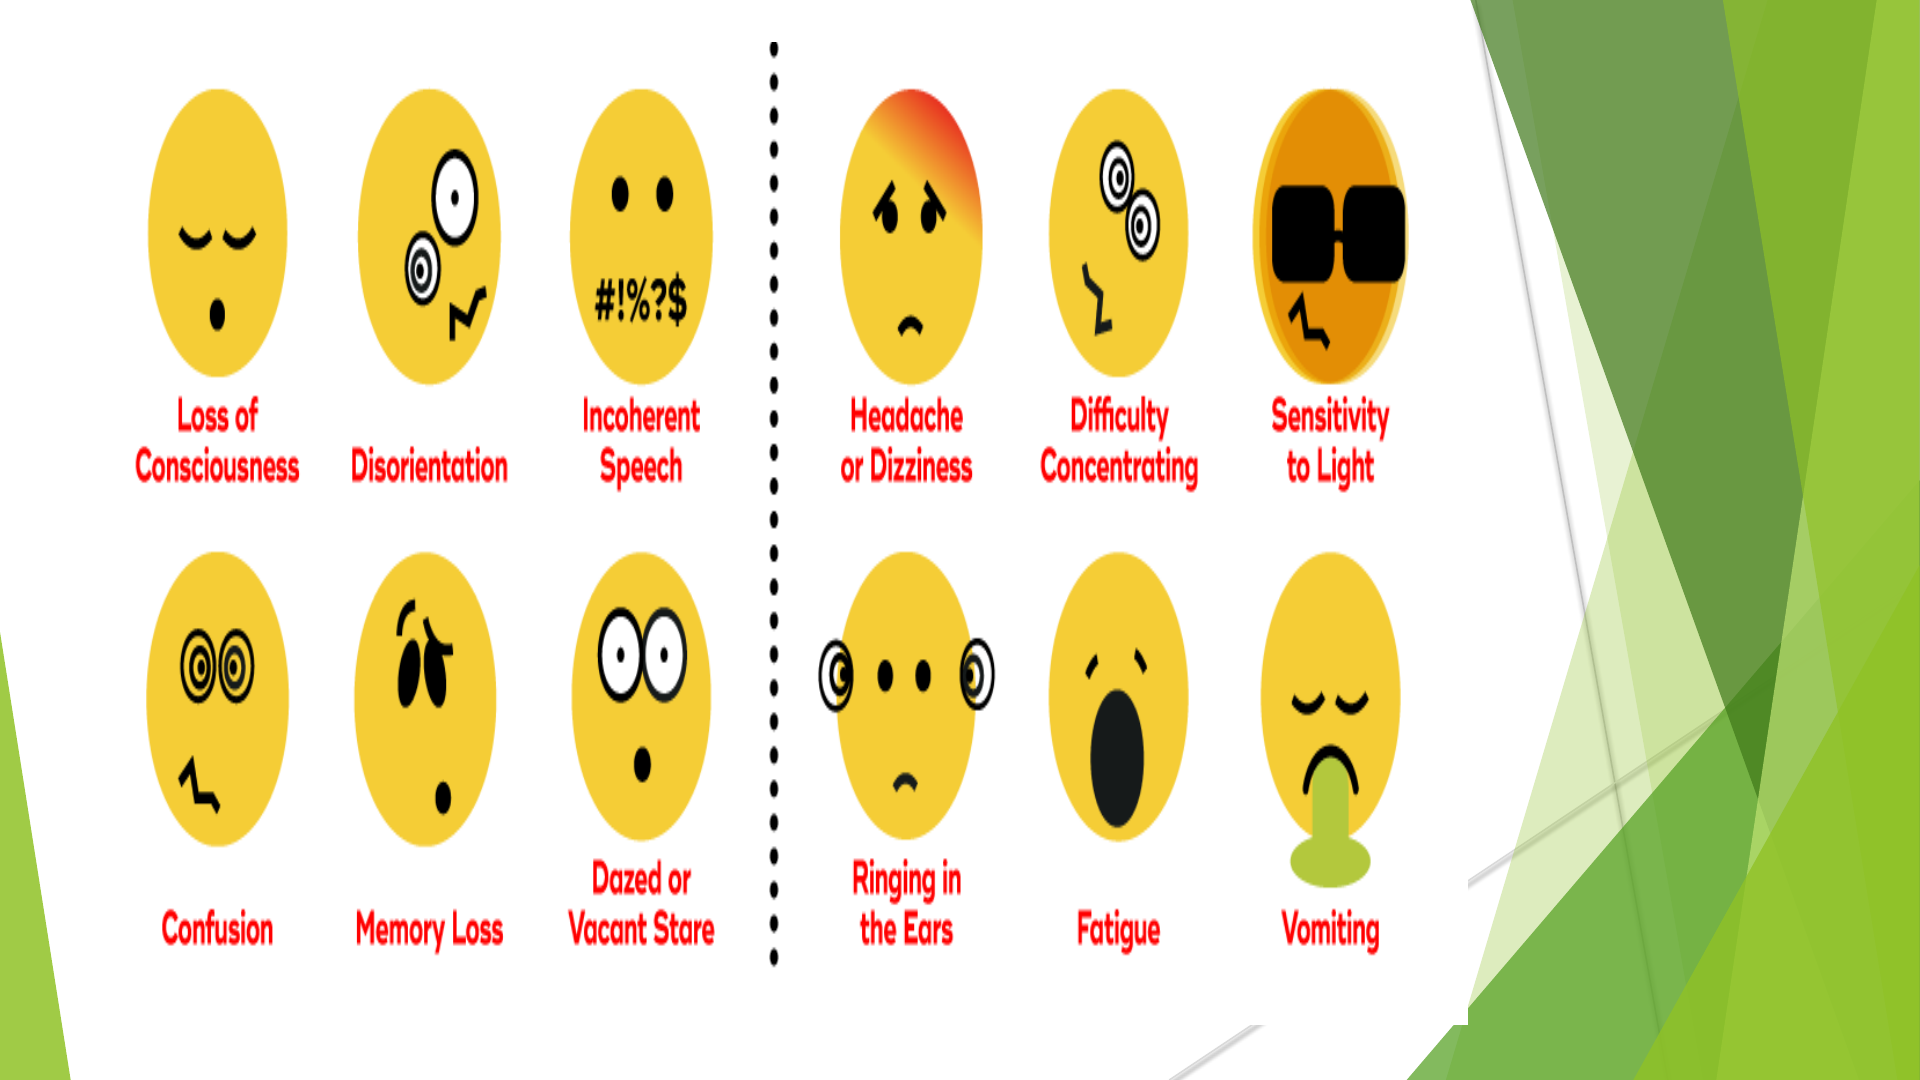 #!%?$
Loss of
Consciousness
Disorientation
Incoherent
Speech
Headache
or Dizziness
Difficulty
Concentrating
Sensitivity
to Light
Confusion
Memory Loss
Dazed or
Vacant Stare
Ringing in
the Ears
Fatigue
Vomiting